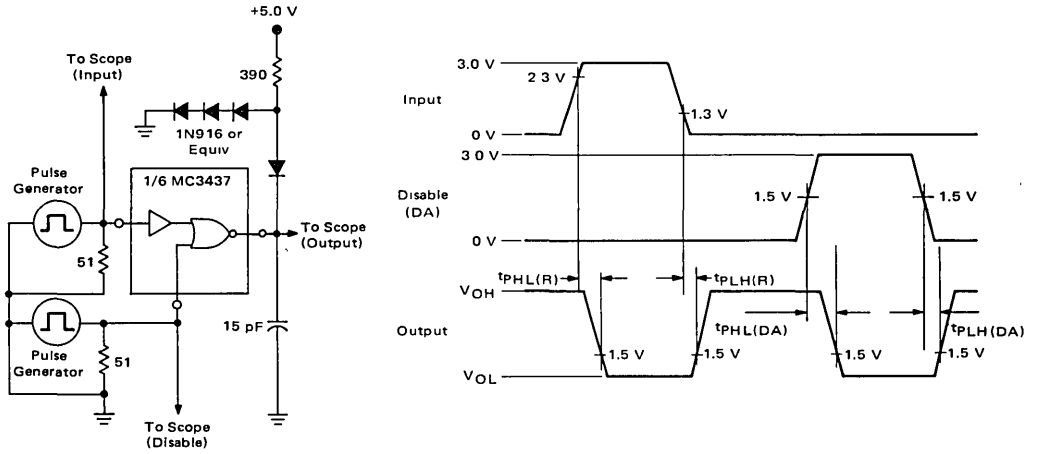 +5.0 V
To Scope
(Input)
390
1N916 or
Equiv
Pulse
Generator
1/6 MC3437
To Scope
(Output)
51
15 pF
Pulse
Generator
51
To Scope
(Disable)
3.0 V
2 3 V
Input
1.3 V
0 V
3 0 V
Disable
(DA)
1.5 V
1.5 V
0 V
tPHL(R)
tPLH(R)
VOH
Output
tPHL(DA)
tPLH(DA)
1.5 V
1.5 V
1.5 V
1.5 V
VOL